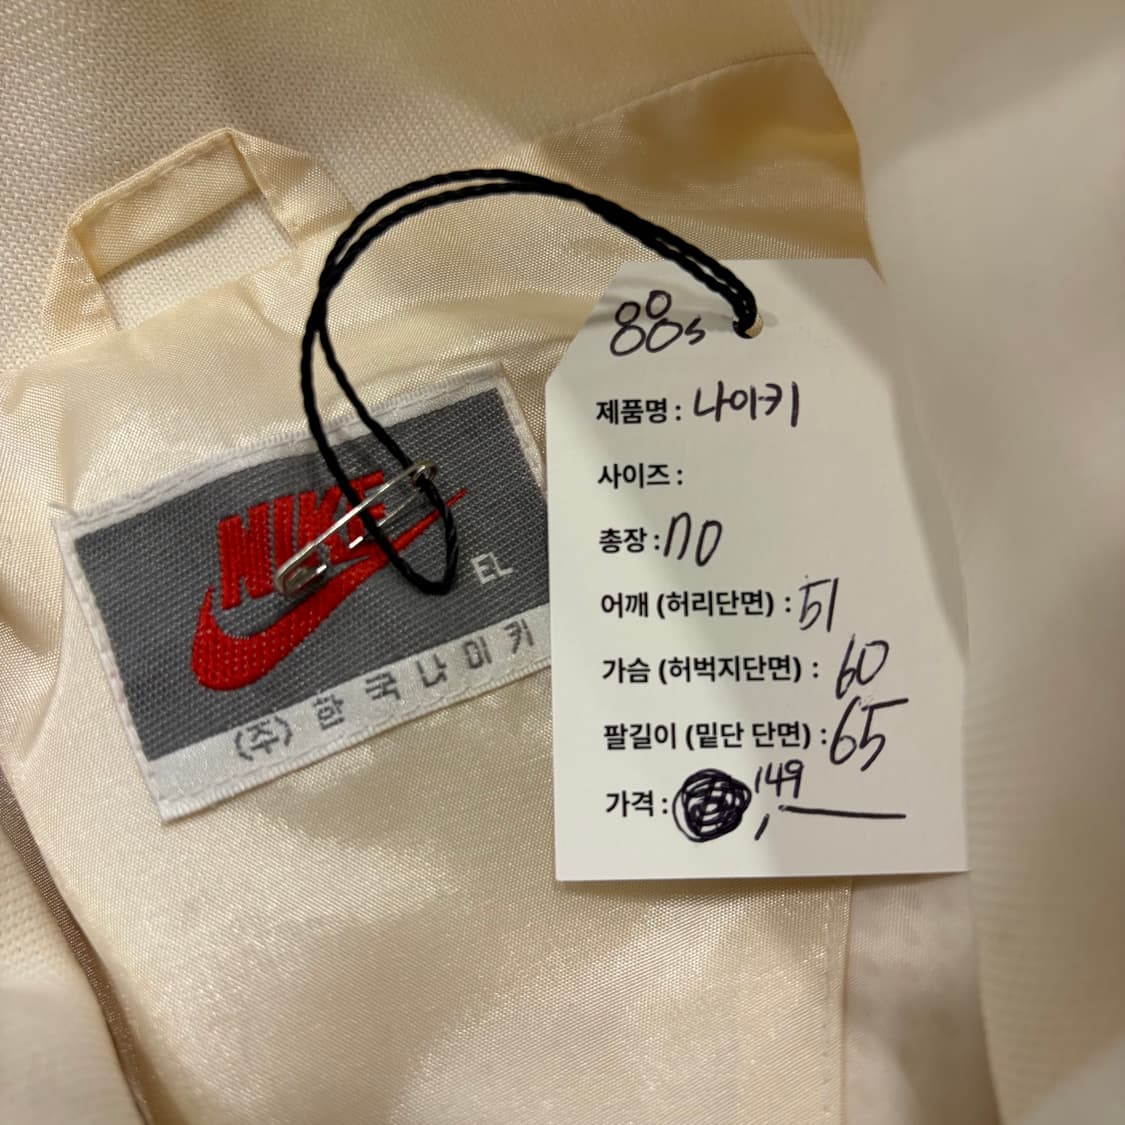 NIKE
EL
(주) 한국나이키
80s
제품명 : 나이키
사이즈 :
총장 : 70
어깨 (허리단면) : 51
가슴 (허벅지단면) : 60
팔길이 (밑단 단면) : 65
가격 : 149,